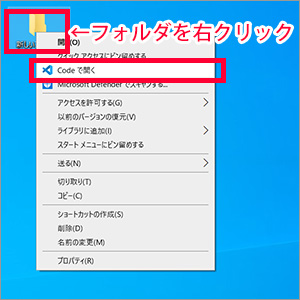 ←フォルダを右クリック
開く(O)
クイック アクセスにピン留めする
Code で開く
Microsoft Defender でスキャンする...
アクセスを許可する(G)
以前のバージョンの復元(V)
ライブラリに追加(I)
スタート メニューにピン留めする
送る(N)
切り取り(T)
コピー(C)
ショートカットの作成(S)
削除(D)
名前の変更(M)
プロパティ(R)